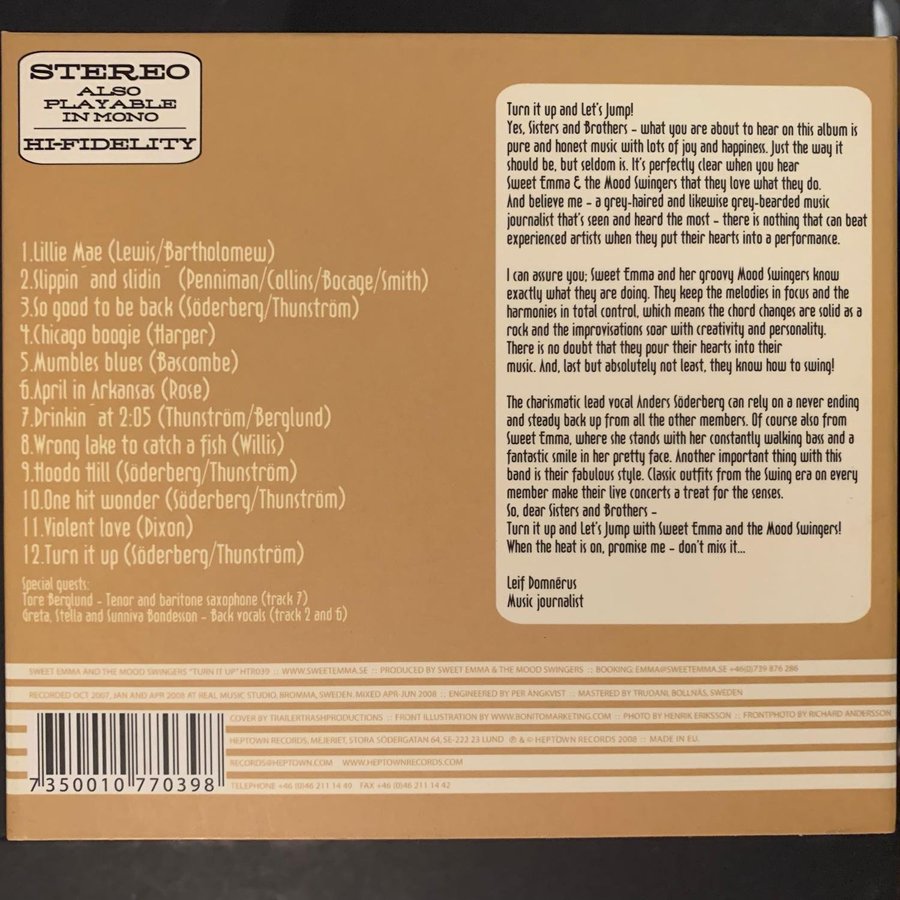 STEREO
ALSO
PLAYABLE
IN MONO
HI-FIDELITY
1.Lillie Mae (Lewis/Bartholomew)
2.Slippin´and slidin´ (Penniman/Collins/Bocage/Smith)
3.So good to be back (Söderberg/Thunström)
4.Chicago boogie (Harper)
5.Mumbles blues (Bascombe)
6.April in Arkansas (Rose)
7.Drinkin´at 2:05 (Thunström/Berglund)
8.Wrong lake to catch a fish (Willis)
9.Hoodo Hill (Söderberg/Thunström)
10.One hit wonder (Söderberg/Thunström)
11.Violent love (Dixon)
12.Turn it up (Söderberg/Thunström)
Special guests:
Tore Berglund - Tenor and baritone saxophone (track 7)
Greta, Stella and Sunniva Bondesson - Back vocals (track 2 and 6)
Turn it up and Let's Jump!
Yes, Sisters and Brothers - what you are about to hear on this album is
pure and honest music with lots of joy and happiness. Just the way it
should be, but seldom is. It's perfectly clear when you hear
Sweet Emma & the Mood Swingers that they love what they do.
And believe me - a grey-haired and likewise grey-bearded music
journalist that's seen and heard the most - there is nothing that can beat
experienced artists when they put their hearts into a performance.
I can assure you; Sweet Emma and her groovy Mood Swingers know
exactly what they are doing. They keep the melodies in focus and the
harmonies in total control, which means the chord changes are solid as a
rock and the improvisations soar with creativity and personality.
There is no doubt that they pour their hearts into their
music. And, last but absolutely not least, they know how to swing!
The charismatic lead vocal Anders Söderberg can rely on a never ending
and steady back up from all the other members. Of course also from
Sweet Emma, where she stands with her constantly walking bass and a
fantastic smile in her pretty face. Another important thing with this
band is their fabulous style. Classic outfits from the Swing era on every
member make their live concerts a treat for the senses.
So, dear Sisters and Brothers -
Turn it up and Let's Jump with Sweet Emma and the Mood Swingers!
When the heat is on, promise me - don't miss it...
Leif Domnérus
Music journalist
SWEET EMMA AND THE MOOD SWINGERS "TURN IT UP" HTR039 :: WWW.SWEETEMMA.SE :: PRODUCED BY SWEET EMMA & THE MOOD SWINGERS :: BOOKING: EMMA@SWEETEMMA.SE +46(0)739 876 286
RECORDED OCT 2007, JAN AND APR 2008 AT REAL MUSIC STUDIO, BROMMA, SWEDEN. MIXED APR-JUN 2008 :: ENGINEERED BY PER ÄNGKVIST :: MASTERED BY TRUDANI, BOLLNÄS, SWEDEN
COVER BY TRAILERTRASHPRODUCTIONS :: FRONT ILLUSTRATION BY WWW.BONITOMARKETING.COM :: PHOTO BY HENRIK ERIKSSON :: FRONTPHOTO BY RICHARD ANDERSSON
HEPTOWN RECORDS, MEJERIET, STORA SÖDERGATAN 64, SE-222 23 LUND ℗ & © HEPTOWN RECORDS 2008 :: MADE IN EU.
RECORDS@HEPTOWN.COM WWW.HEPTOWNRECORDS.COM
TELEPHONE +46 (0)46 211 14 40 FAX +46 (0)46 211 14 42
7 350010 770398